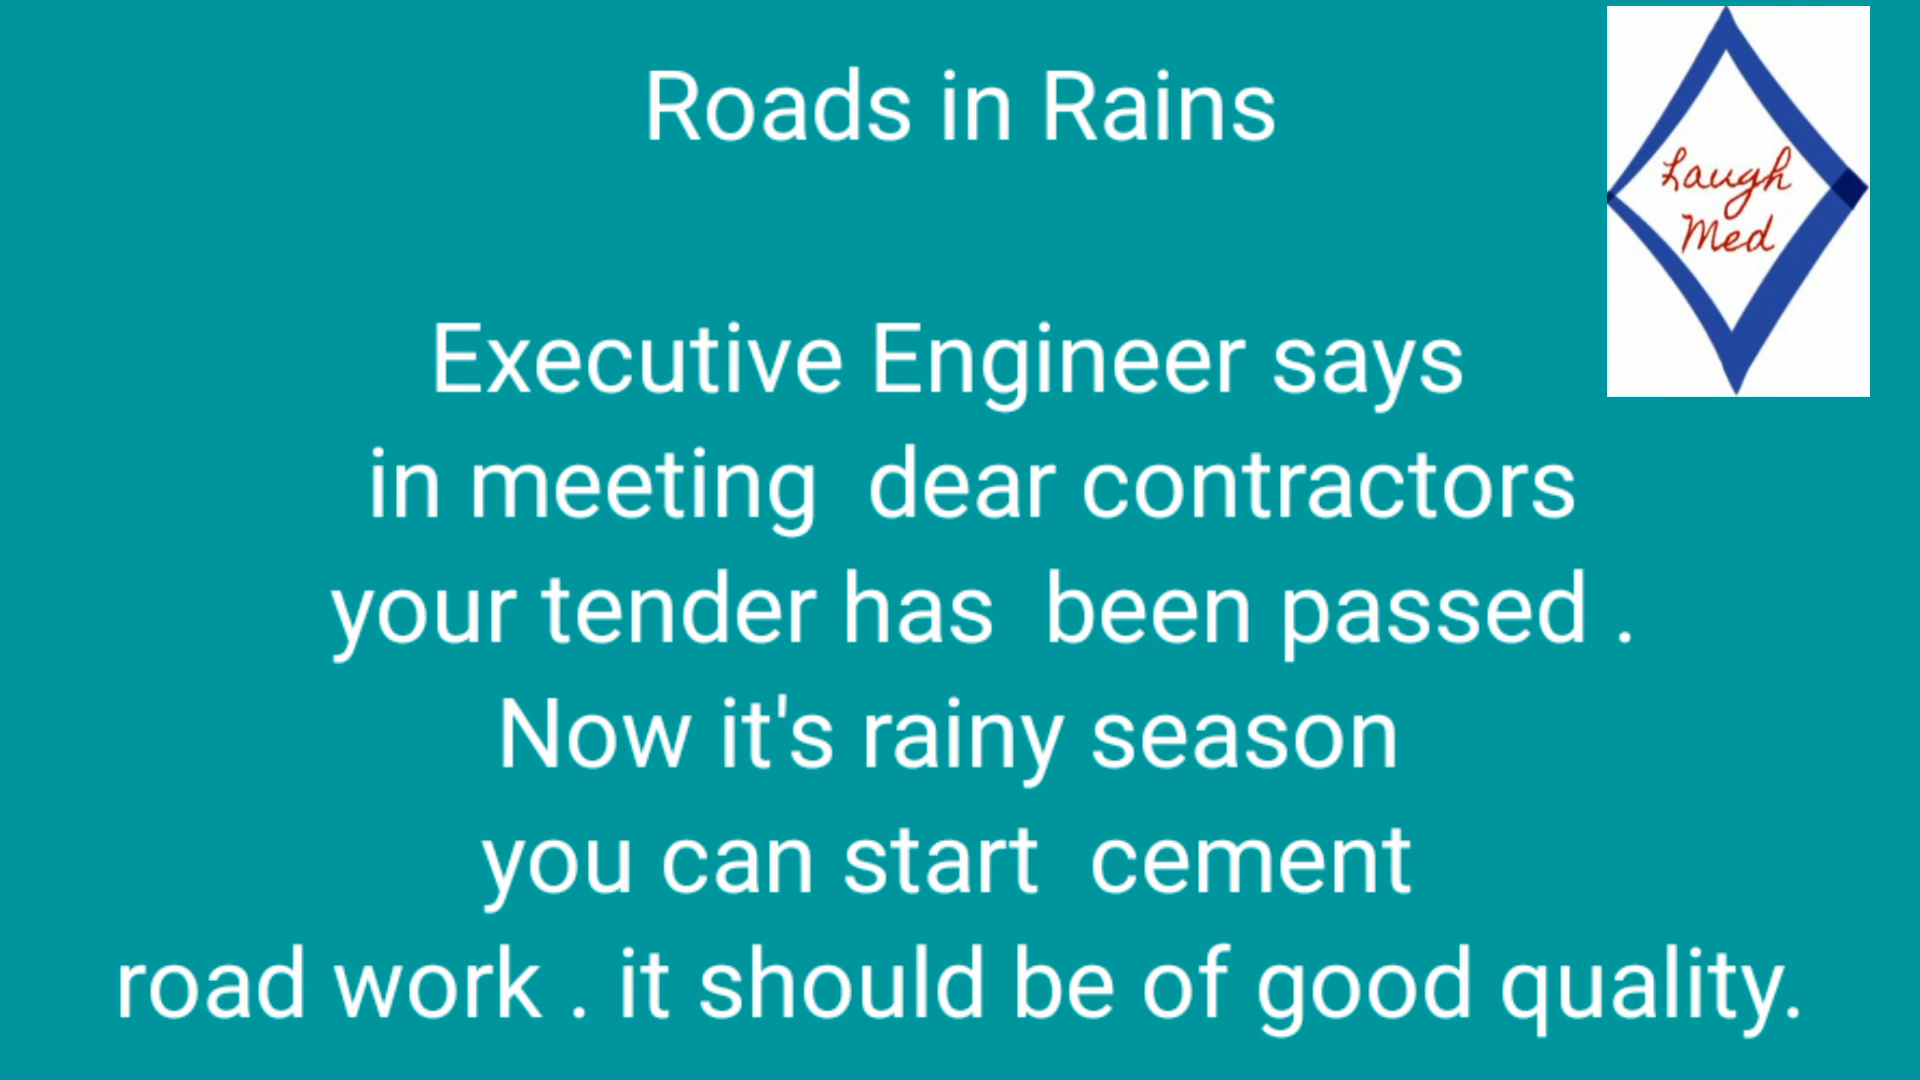 Roads in Rains
Laugh
Med
Executive Engineer says
in meeting  dear contractors
your tender has  been passed .
Now it's rainy season
you can start  cement
road work . it should be of good quality.